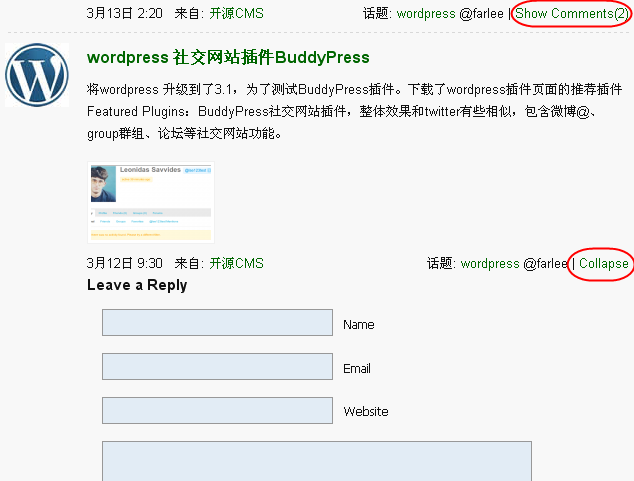 3月13日 2:20 来自: 开源CMS 话题: wordpress @farlee | Show Comments(2)
wordpress 社交网站插件BuddyPress
将wordpress 升级到了3.1，为了测试BuddyPress插件。下载了wordpress插件页面的推荐插件
Featured Plugins：BuddyPress社交网站插件，整体效果和twitter有些相似，包含微博@、
group群组、论坛等社交网站功能。
Leonidas Savvides
3月12日 9:30 来自: 开源CMS 话题: wordpress @farlee | Collapse
Leave a Reply
Name
Email
Website